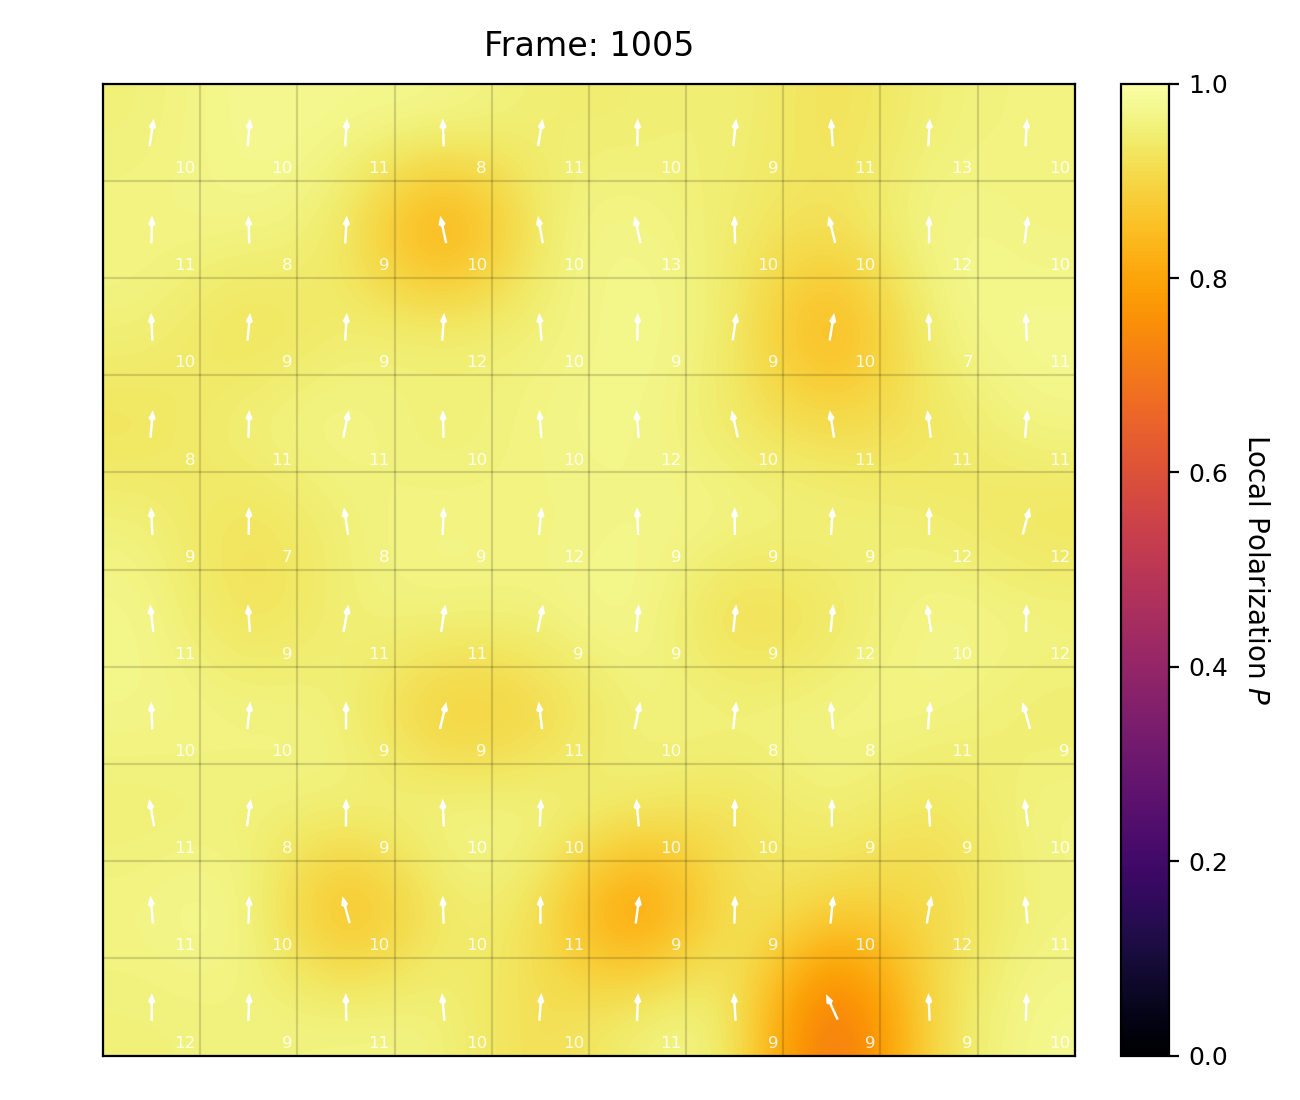 Frame: 1005
10 10 11 8 11 10 9 11 13 10
11 8 9 10 10 13 10 10 12 10
10 9 9 12 10 9 9 10 7 11
8 11 11 10 10 12 10 11 11 11
9 7 8 9 12 9 9 9 12 12
11 9 11 11 9 9 9 12 10 12
10 10 9 9 11 10 8 8 11 9
11 8 9 10 10 10 10 9 9 10
11 10 10 10 11 9 9 10 12 11
12 9 11 10 10 11 9 9 9 10
1.0
0.8
0.6
0.4
0.2
0.0
Local Polarization P